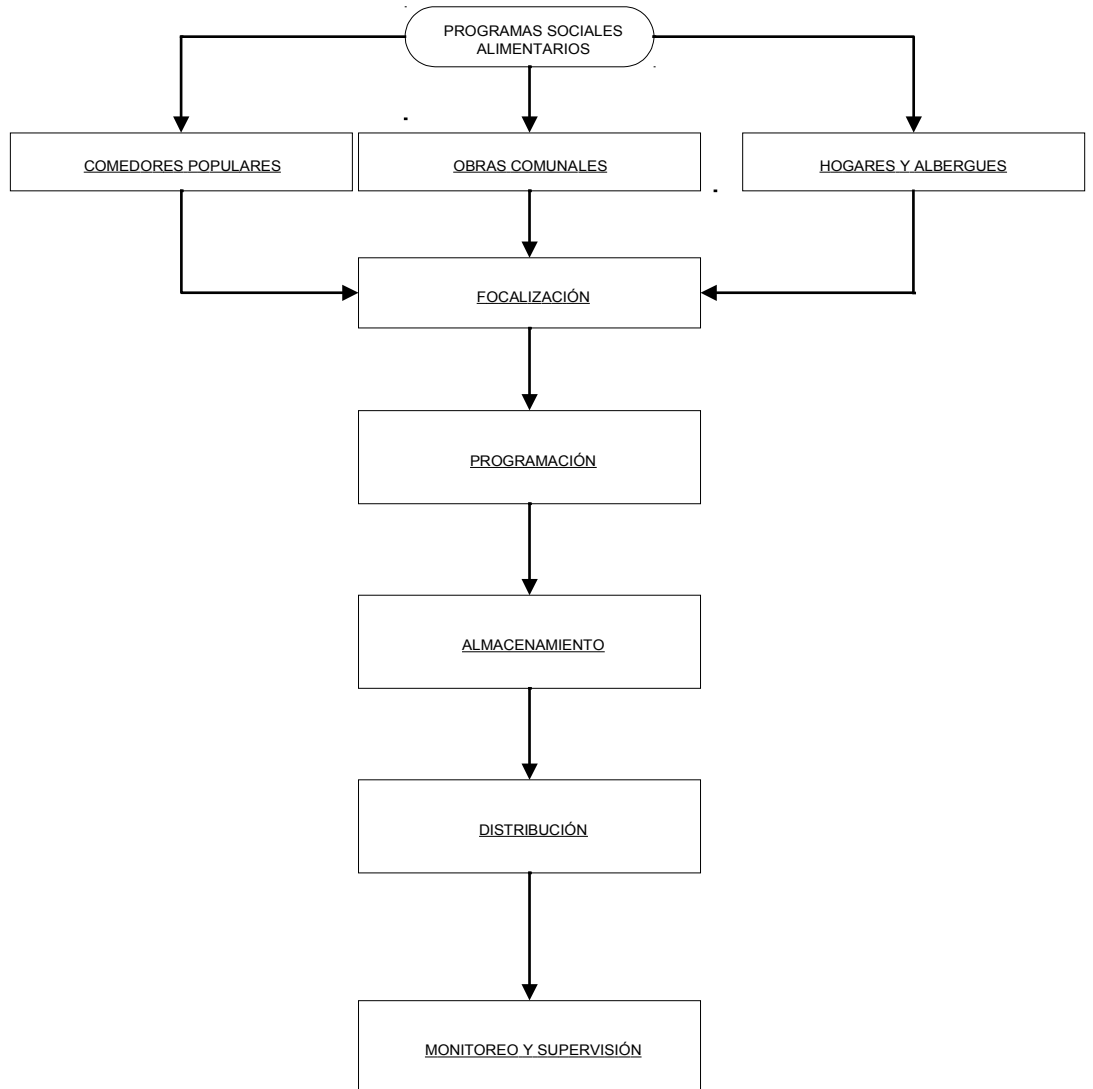 PROGRAMAS SOCIALES
ALIMENTARIOS
COMEDORES POPULARES
OBRAS COMUNALES
HOGARES Y ALBERGUES
FOCALIZACIÓN
PROGRAMACIÓN
ALMACENAMIENTO
DISTRIBUCIÓN
MONITOREO Y SUPERVISIÓN